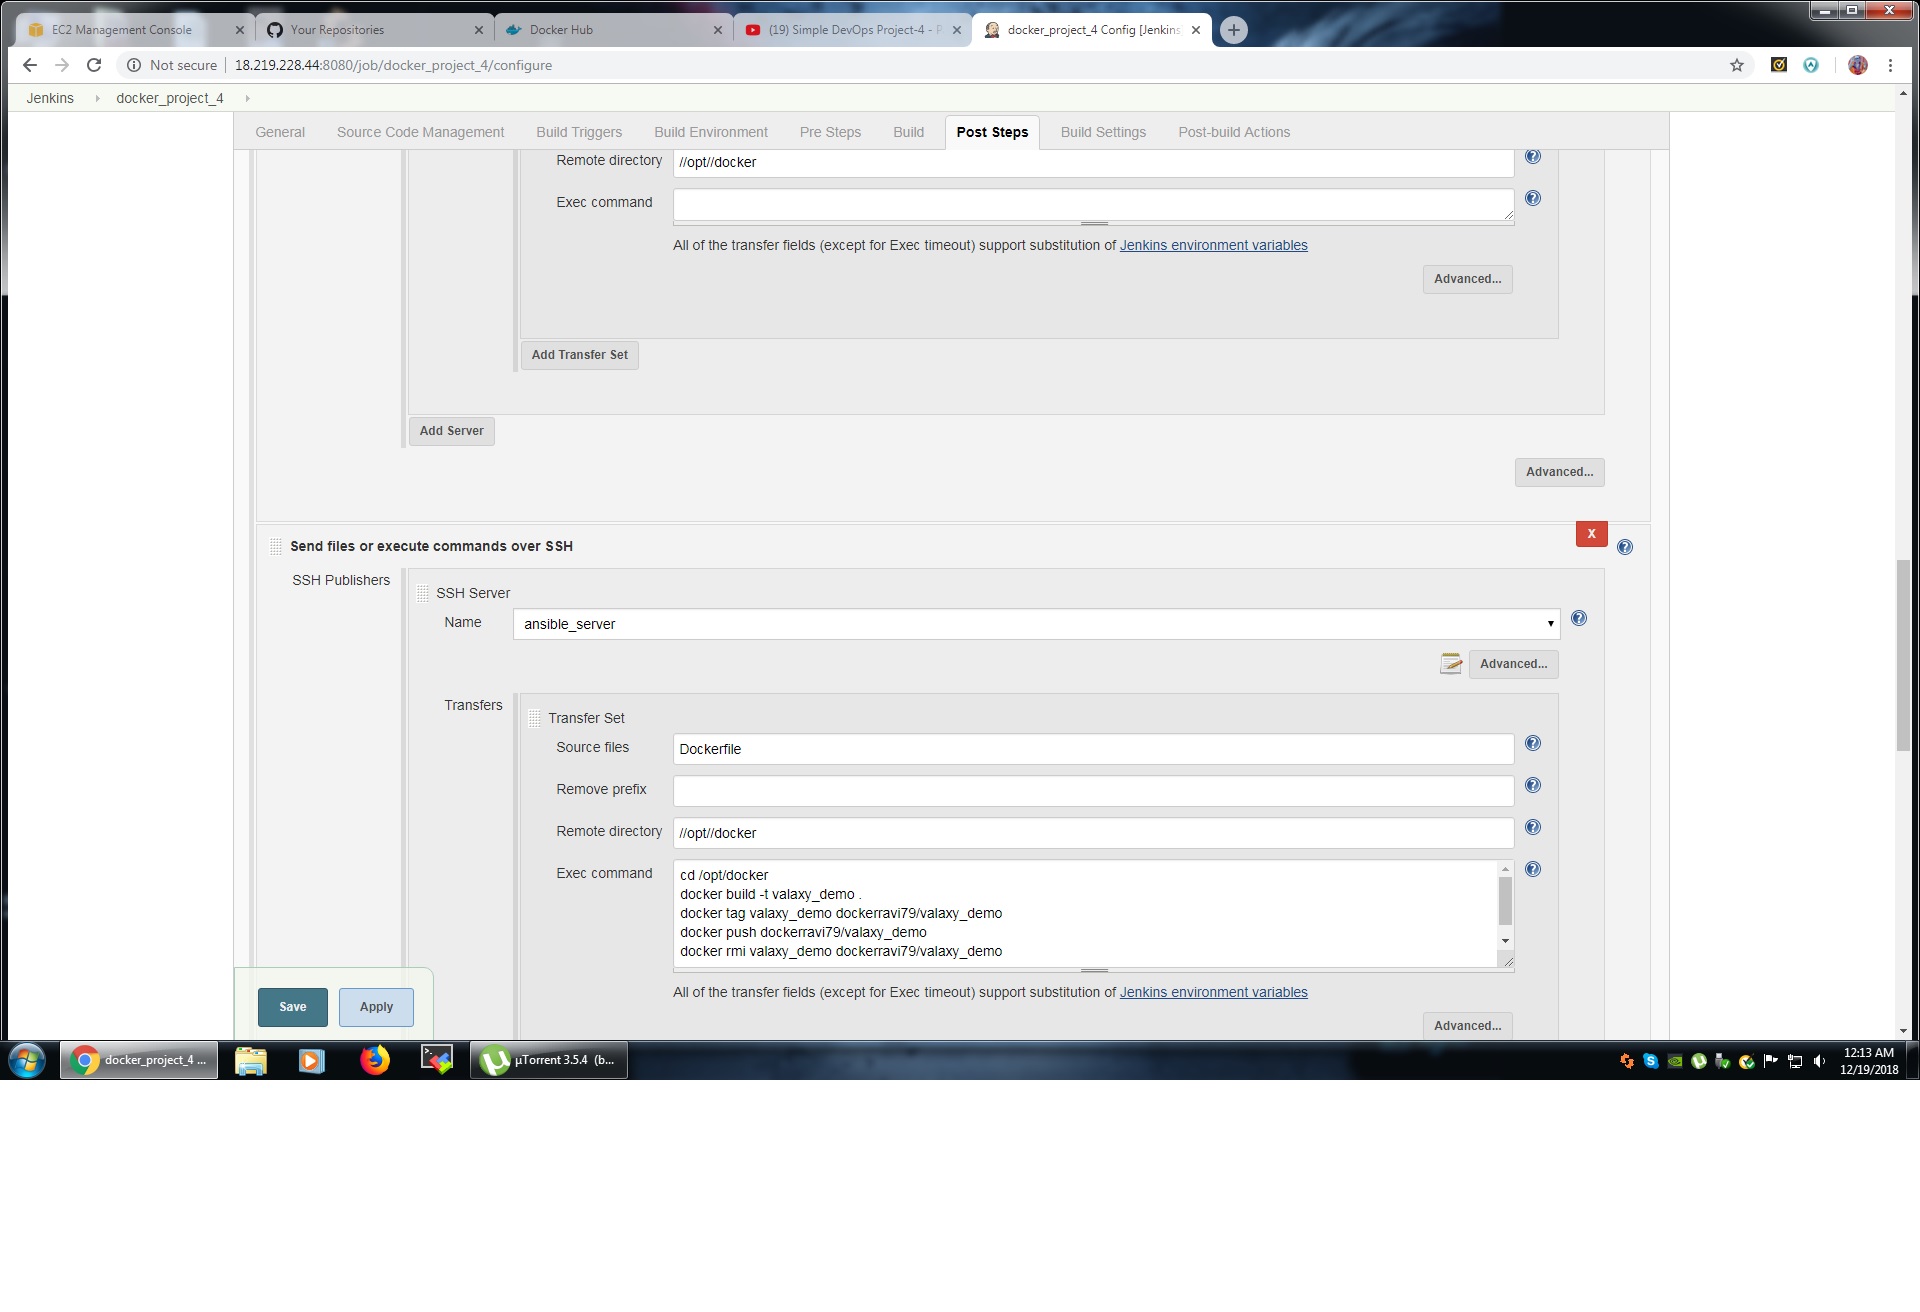 EC2 Management Console
Your Repositories
Docker Hub
(19) Simple DevOps Project-4 - P
docker_project_4 Config [Jenkins
Not secure
18.219.228.44:8080/job/docker_project_4/configure
Jenkins
docker_project_4
General
Source Code Management
Build Triggers
Build Environment
Pre Steps
Build
Post Steps
Build Settings
Post-build Actions
Remote directory
//opt//docker
Exec command
All of the transfer fields (except for Exec timeout) support substitution of Jenkins environment variables
Advanced...
Add Transfer Set
Add Server
Advanced...
X
Send files or execute commands over SSH
SSH Publishers
SSH Server
Name
ansible_server
Advanced...
Transfers
Transfer Set
Source files
Dockerfile
Remove prefix
Remote directory
//opt//docker
Exec command
cd /opt/docker
docker build -t valaxy_demo .
docker tag valaxy_demo dockerravi79/valaxy_demo
docker push dockerravi79/valaxy_demo
docker rmi valaxy_demo dockerravi79/valaxy_demo
All of the transfer fields (except for Exec timeout) support substitution of Jenkins environment variables
Save
Apply
Advanced...
docker_project_4 ...
µTorrent 3.5.4 (b...
12:13 AM
12/19/2018